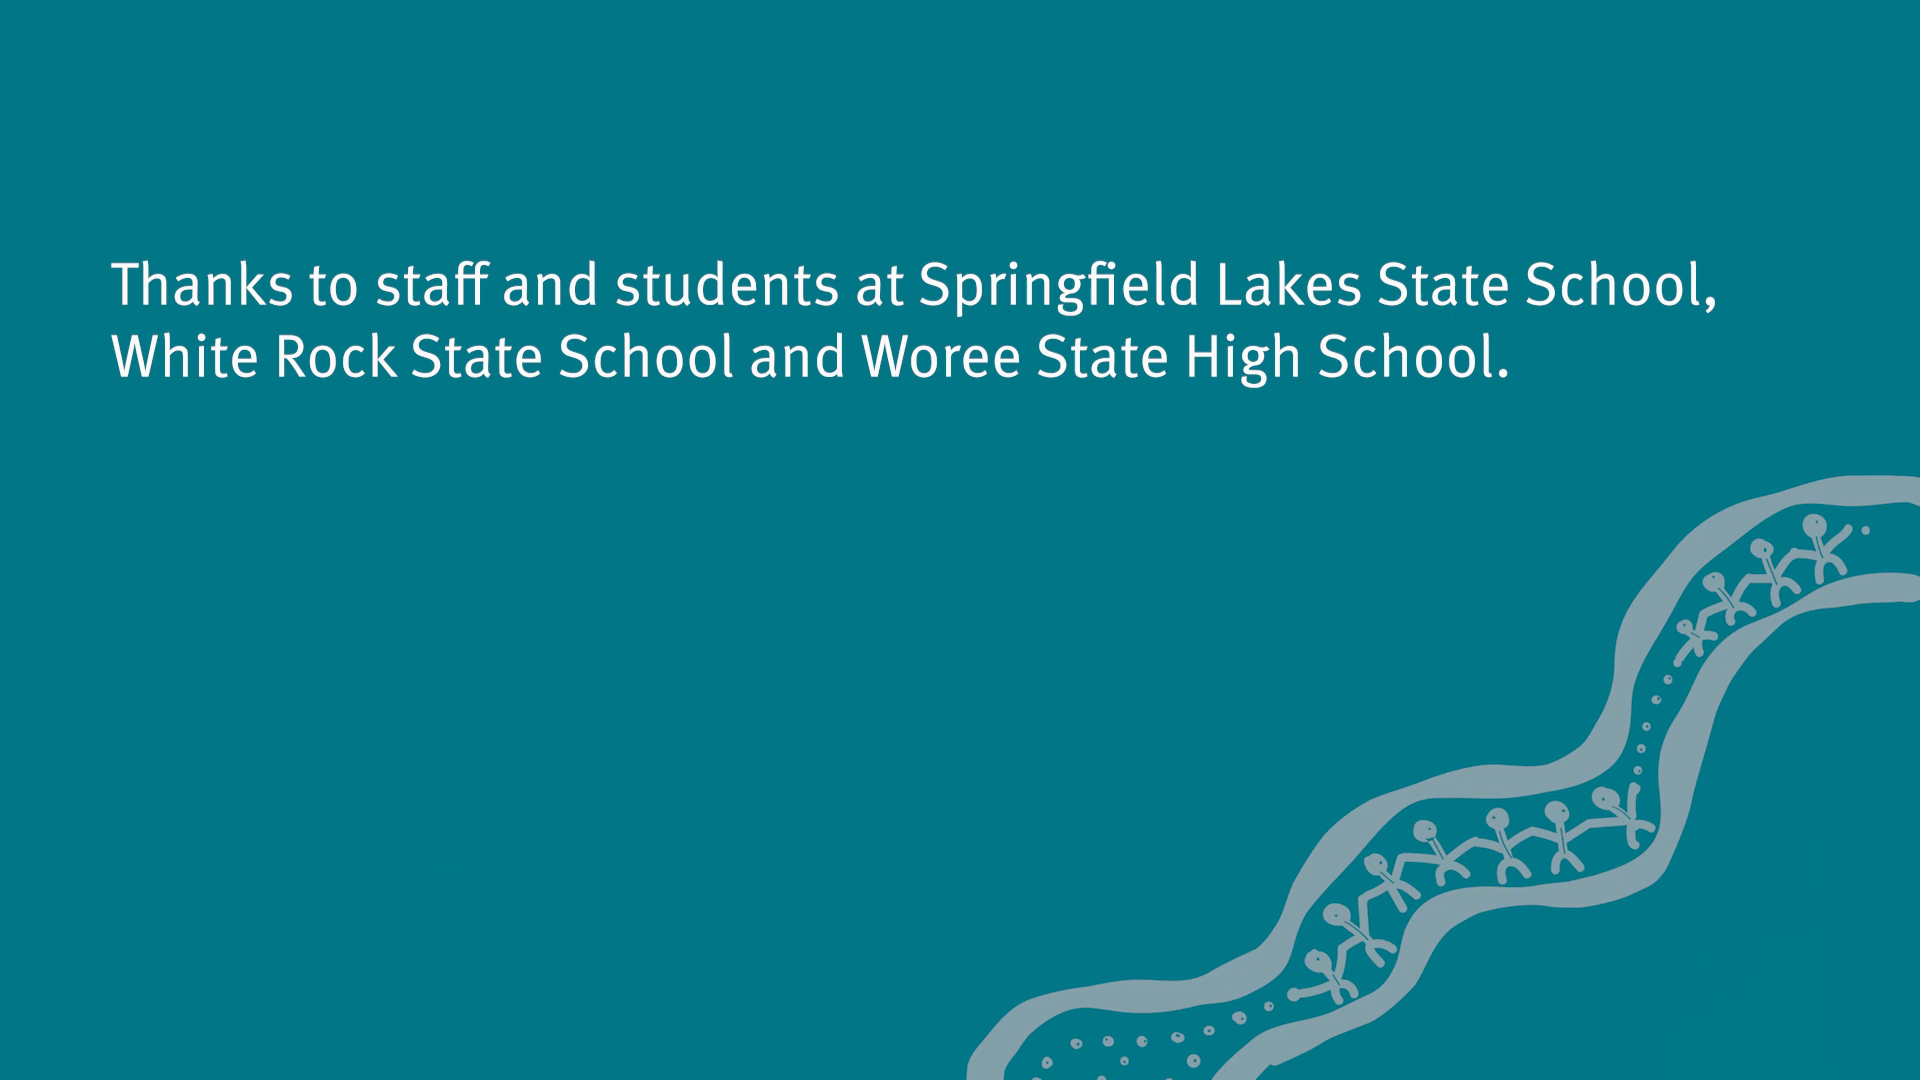 Thanks to staff and students at Springfield Lakes State School,
White Rock State School and Woree State High School.